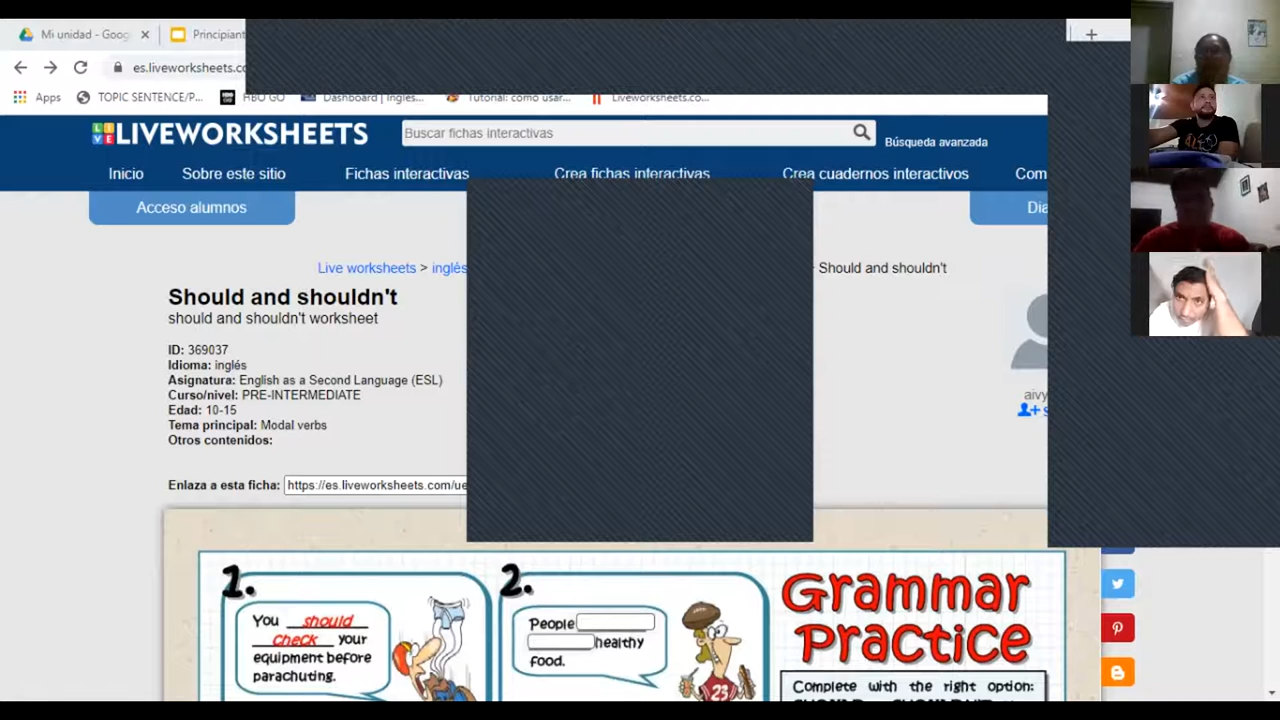 Mi unidad - Goog
Principiant
es.liveworksheets.co
Apps
TOPIC SENTENCE/P...
HBO GO
Dashboard | Ingles...
Tutorial: cómo usar...
Liveworksheets.co...
LIVEWORKSHEETS
Buscar fichas interactivas
Búsqueda avanzada
Inicio
Sobre este sitio
Fichas interactivas
Crea fichas interactivas
Crea cuadernos interactivos
Com
Acceso alumnos
Dia
Live worksheets > inglés
Should and shouldn't
Should and shouldn't
should and shouldn't worksheet
ID: 369037
Idioma: inglés
Asignatura: English as a Second Language (ESL)
Curso/nivel: PRE-INTERMEDIATE
Edad: 10-15
Tema principal: Modal verbs
Otros contenidos:
aivy
Enlaza a esta ficha: https://es.liveworksheets.com/ue
1.
You should
check your
equipment before
parachuting.
2.
People
healthy
food.
23
Grammar
Practice
Complete with the right option: